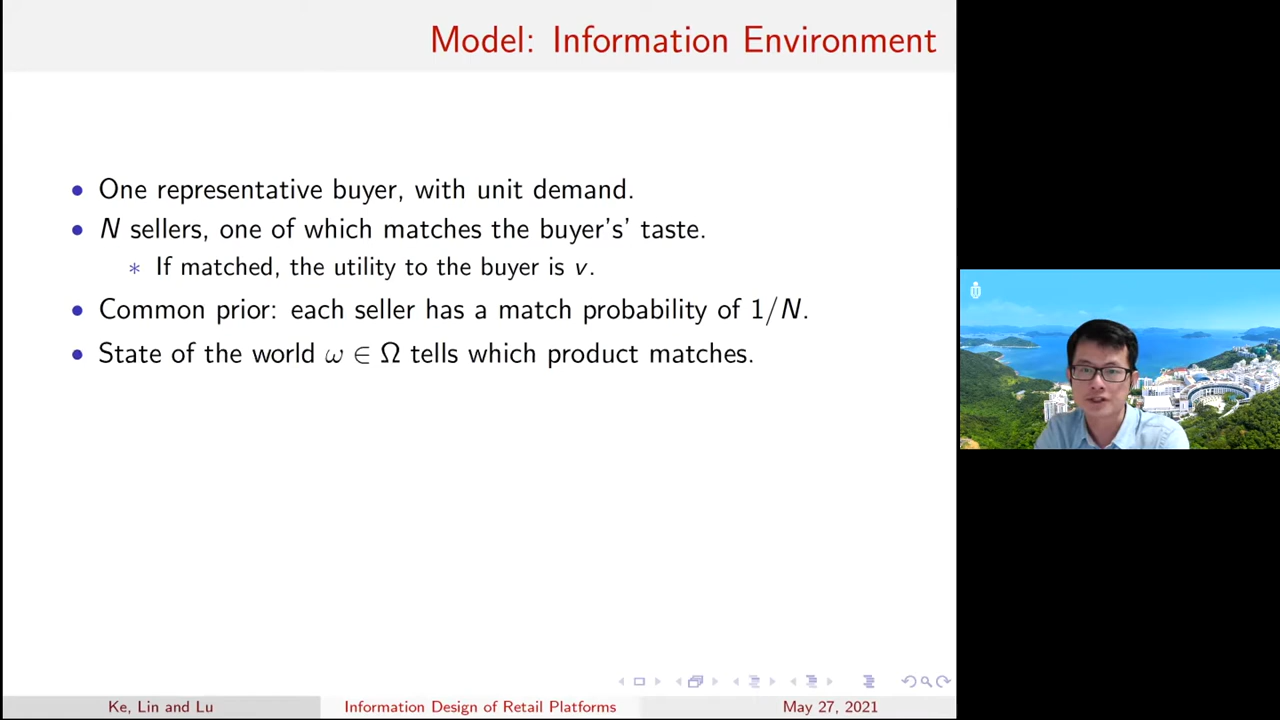 Model: Information Environment
• One representative buyer, with unit demand.
• N sellers, one of which matches the buyer's' taste.
∗ If matched, the utility to the buyer is v.
• Common prior: each seller has a match probability of 1/N.
• State of the world ω ∈ Ω tells which product matches.
Ke, Lin and Lu
Information Design of Retail Platforms
May 27, 2021